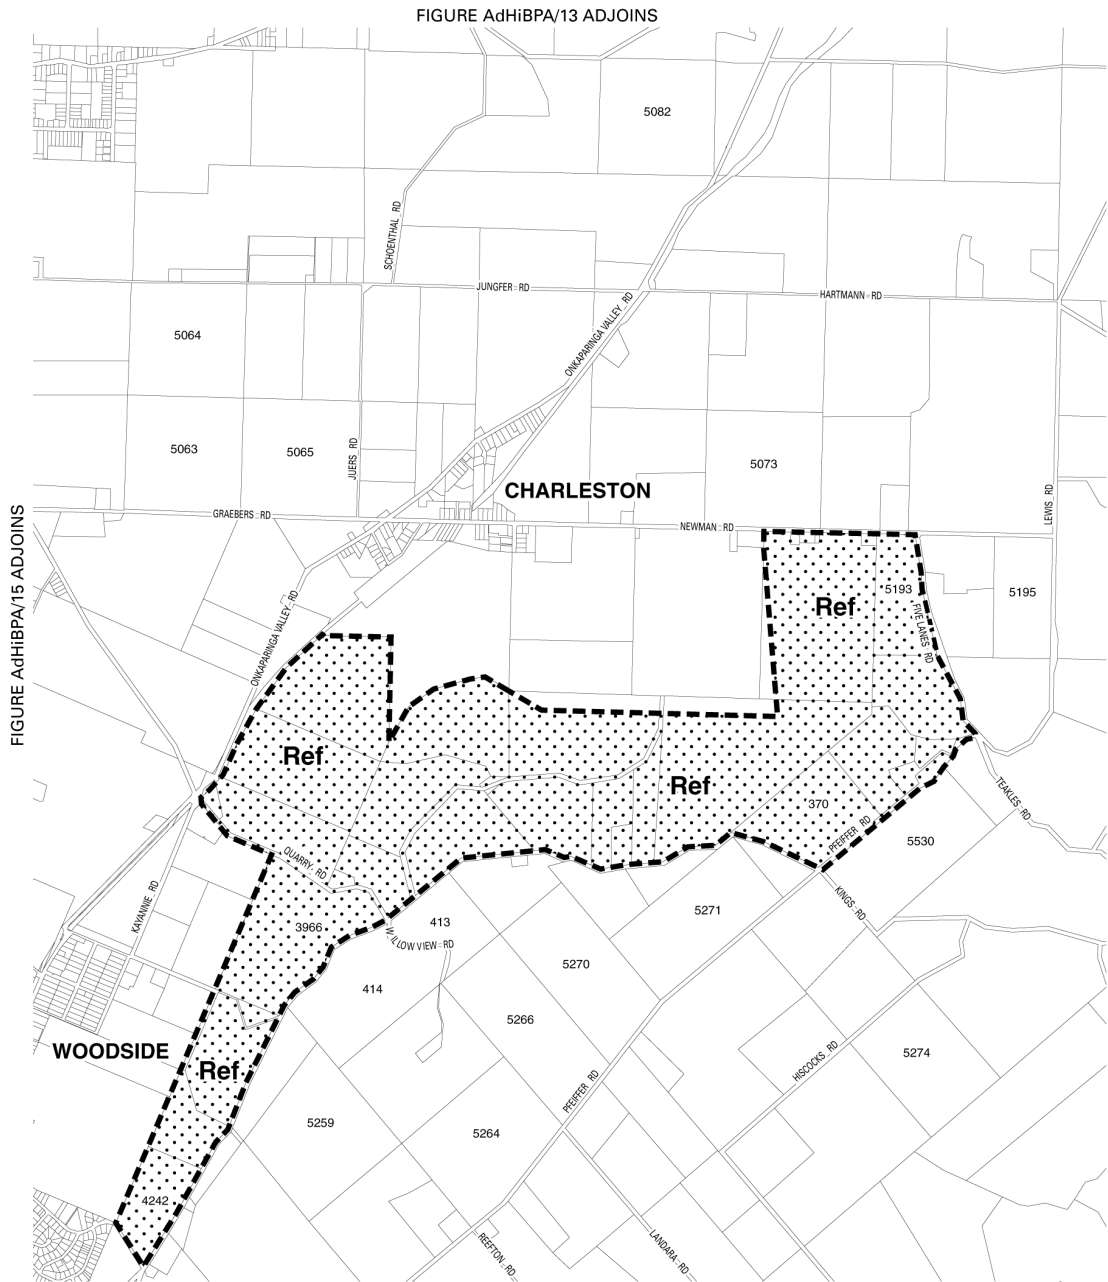 FIGURE AdHiBPA/13 ADJOINS
5082
SCHOENTHAL RD
JUNGFER RD
HARTMANN RD
ONKAPARINGA VALLEY RD
5064
5063
5065
JUERS RD
5073
CHARLESTON
LEWIS RD
GRAEBERS RD
NEWMAN RD
FIGURE AdHiBPA/15 ADJOINS
5193
5195
Ref
FIVE LANES RD
ONKAPARINGA VALLEY RD
Ref
Ref
370
TEAKLES RD
PFEIFFER RD
5530
QUARRY RD
KAYANNIE RD
KINGS RD
5271
413
3966
WILLOW VIEW RD
5270
414
5266
WOODSIDE
HISCOCKS RD
5274
Ref
PFEIFFER RD
5259
5264
4242
REEFTON RD
LANDARA RD